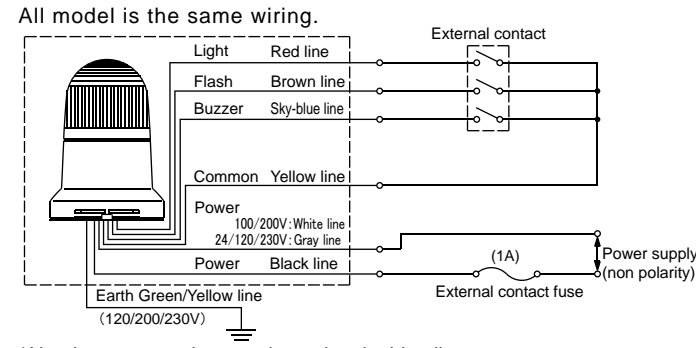 All model is the same wiring.
External contact
Light Red line
Flash Brown line
Buzzer Sky-blue line
Common Yellow line
Power
100/200V:White line
24/120/230V:Gray line
Power Black line
(1A)
Power supply
(non polarity)
External contact fuse
Earth Green/Yellow line
(120/200/230V)